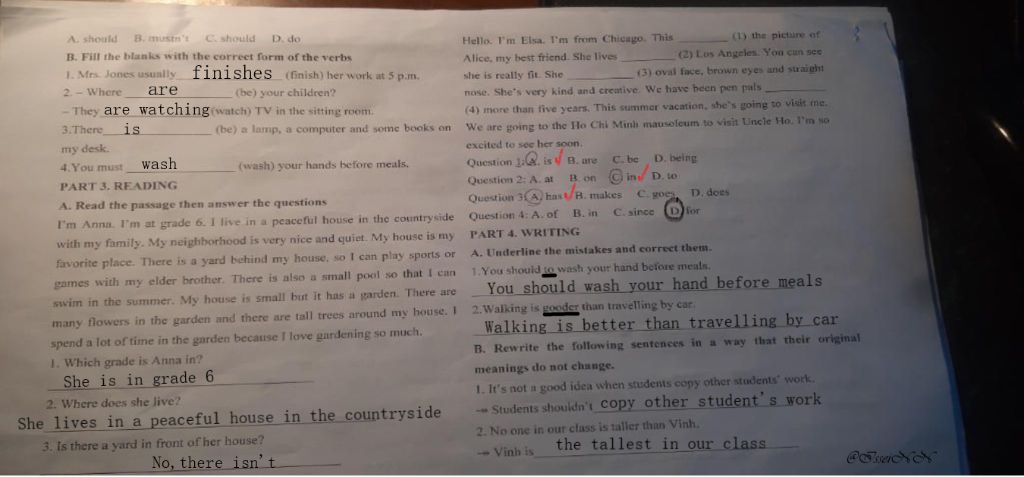 A. should B. mustn't C. should D. do
B. Fill the blanks with the correct form of the verbs
1. Mrs. Jones usually finishes (finish) her work at 5 p.m.
2. – Where are (be) your children?
– They are watching (watch) TV in the sitting room.
3.There is (be) a lamp, a computer and some books on
my desk.
4.You must wash (wash) your hands before meals.
PART 3. READING
A. Read the passage then answer the questions
I'm Anna. I'm at grade 6. I live in a peaceful house in the countryside
with my family. My neighborhood is very nice and quiet. My house is my
favorite place. There is a yard behind my house, so I can play sports or
games with my elder brother. There is also a small pool so that I can
swim in the summer. My house is small but it has a garden. There are
many flowers in the garden and there are tall trees around my house. I
spend a lot of time in the garden because I love gardening so much.
1. Which grade is Anna in?
She is in grade 6
2. Where does she live?
She lives in a peaceful house in the countryside
3. Is there a yard in front of her house?
No, there isn't
Hello. I'm Elsa. I'm from Chicago. This ______ (1) the picture of
Alice, my best friend. She lives ______ (2) Los Angeles. You can see
she is really fit. She ______ (3) oval face, brown eyes and straight
nose. She's very kind and creative. We have been pen pals ______
(4) more than five years. This summer vacation, she's going to visit me.
We are going to the Ho Chi Minh mausoleum to visit Uncle Ho. I'm so
excited to see her soon.
Question 1: A. is B. are C. be D. being
Question 2: A. at B. on C in D. to
Question 3 A has B. makes C. goes D. does
Question 4: A. of B. in C. since D for
PART 4. WRITING
A. Underline the mistakes and correct them.
1.You should to wash your hand before meals.
You should wash your hand before meals
2.Walking is gooder than travelling by car.
Walking is better than travelling by car
B. Rewrite the following sentences in a way that their original
meanings do not change.
1. It's not a good idea when students copy other students' work.
→ Students shouldn't copy other student's work
2. No one in our class is taller than Vinh.
→ Vinh is the tallest in our class